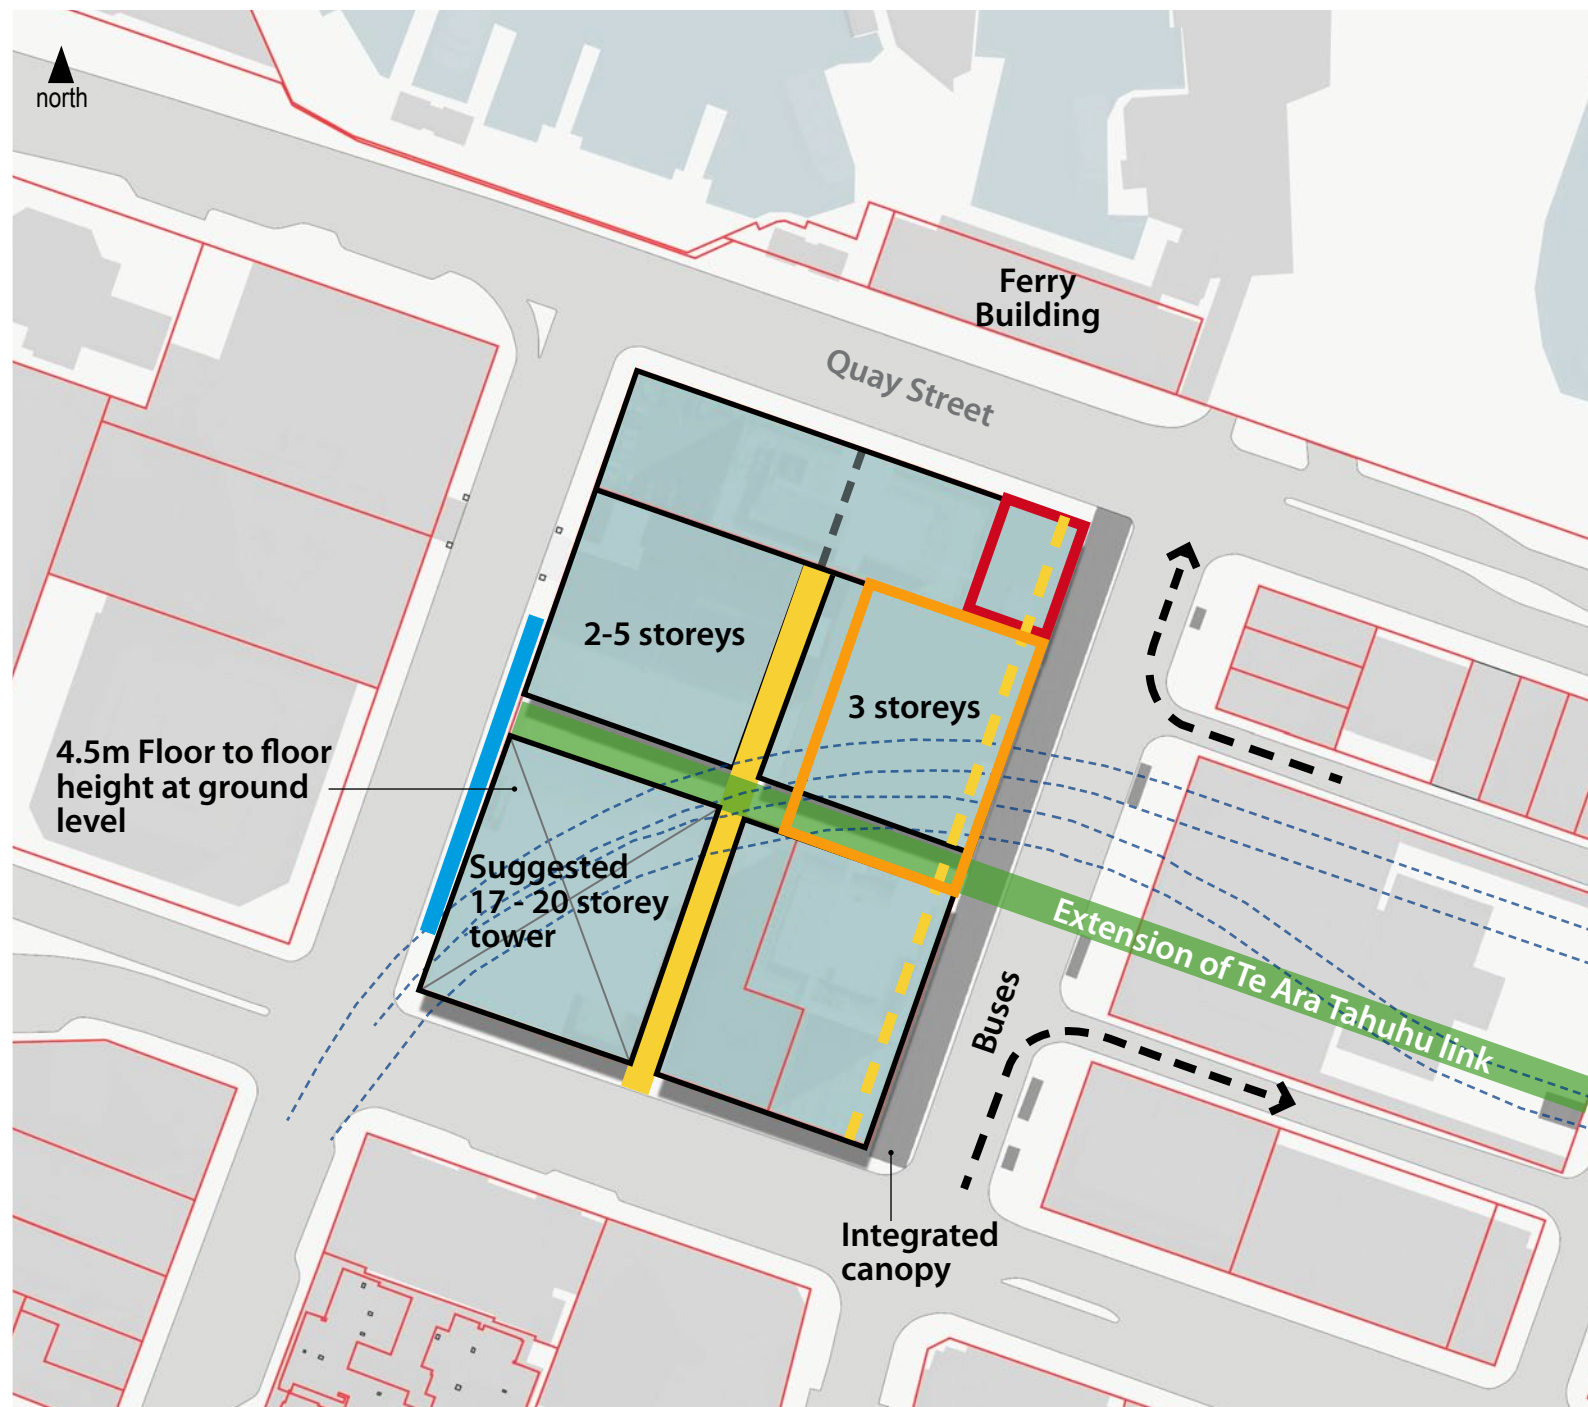 north
Ferry
Building
Quay Street
2-5 storeys
3 storeys
4.5m Floor to floor
height at ground
level
Suggested
17 - 20 storey
tower
Extension of Te Ara Tahuhu link
Buses
Integrated
canopy